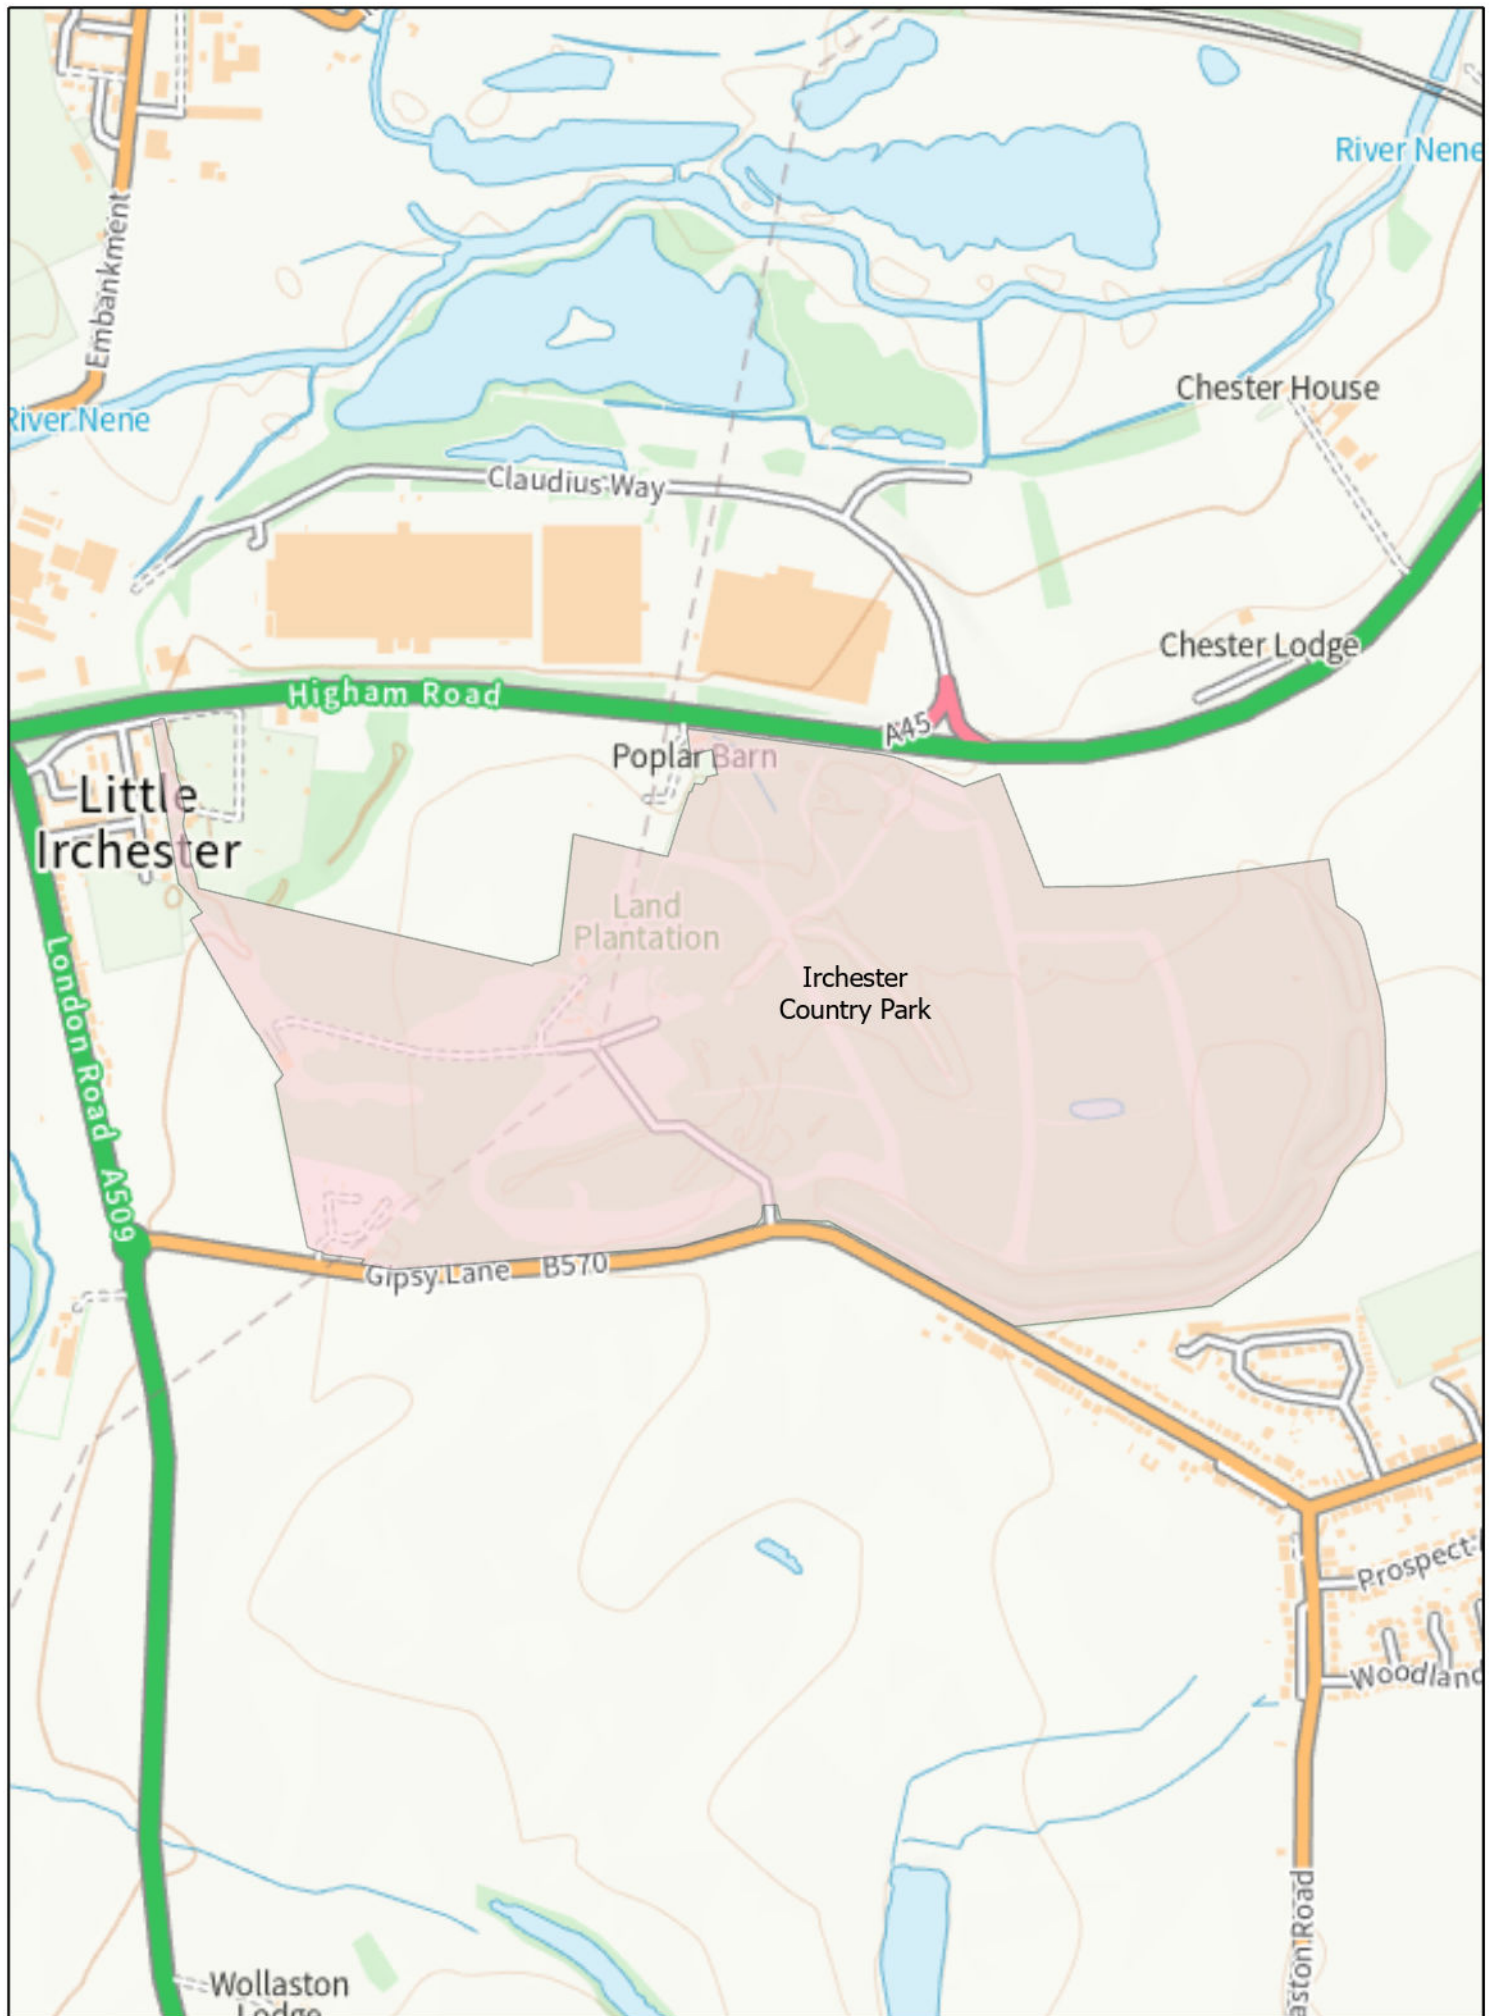 River Nene
Embankment
Chester House
River Nene
Claudius Way
Chester Lodge
Higham Road
A45
Poplar Barn
Little
Irchester
Land
Plantation
Irchester
Country Park
London Road A509
Gipsy Lane B570
Prospect
Woodland
aston Road
Wollaston
Lodge